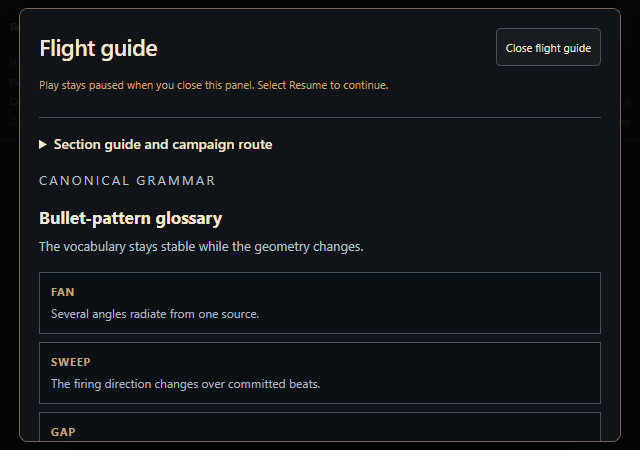 Flight guide
Close flight guide
Play stays paused when you close this panel. Select Resume to continue.
Section guide and campaign route
CANONICAL GRAMMAR
Bullet-pattern glossary
The vocabulary stays stable while the geometry changes.
FAN
Several angles radiate from one source.
SWEEP
The firing direction changes over committed beats.
GAP